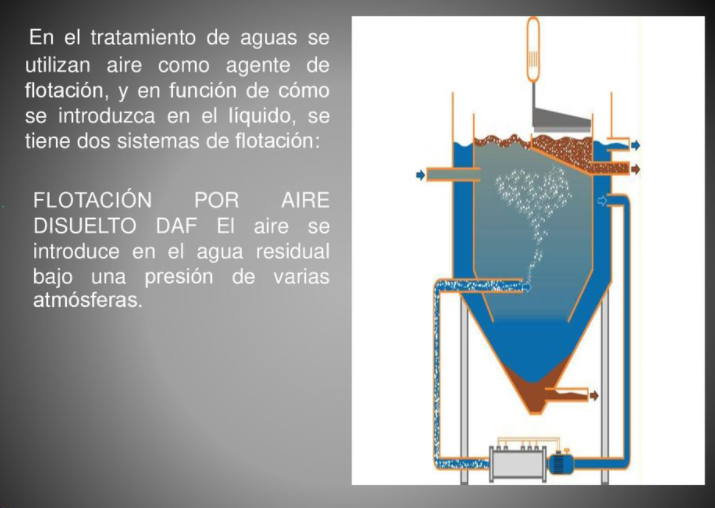 En el tratamiento de aguas se
utilizan aire como agente de
flotación, y en función de cómo
se introduzca en el líquido, se
tiene dos sistemas de flotación:
FLOTACIÓN POR AIRE
DISUELTO DAF El aire se
introduce en el agua residual
bajo una presión de varias
atmósferas.